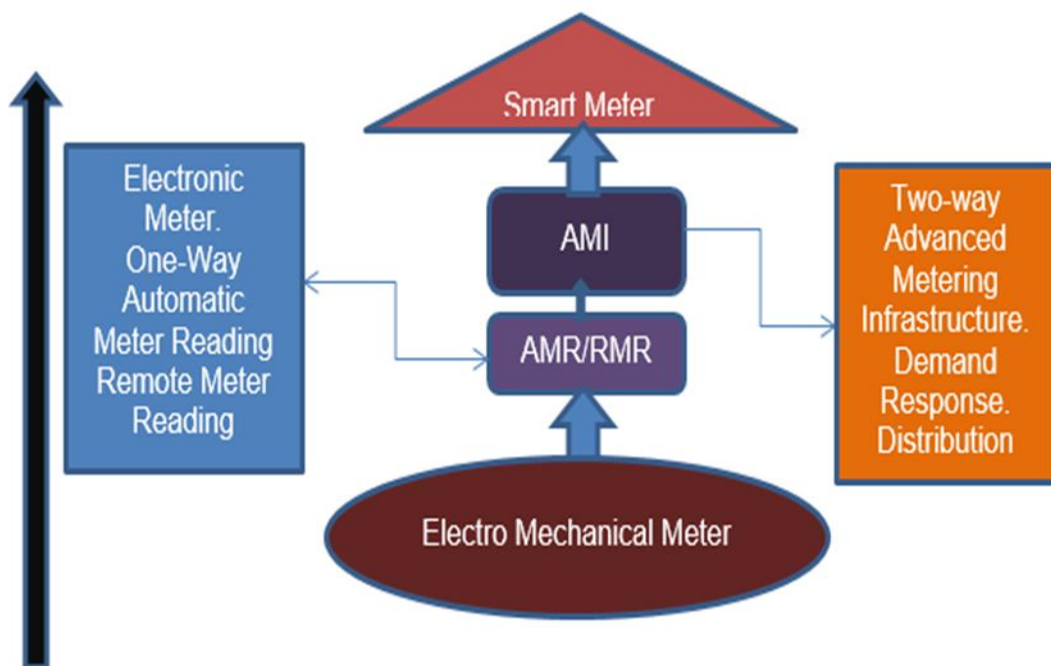 Smart Meter
Electronic
Meter.
One-Way
Automatic
Meter Reading
Remote Meter
Reading
AMI
AMR/RMR
Two-way
Advanced
Metering
Infrastructure.
Demand
Response.
Distribution
Electro Mechanical Meter